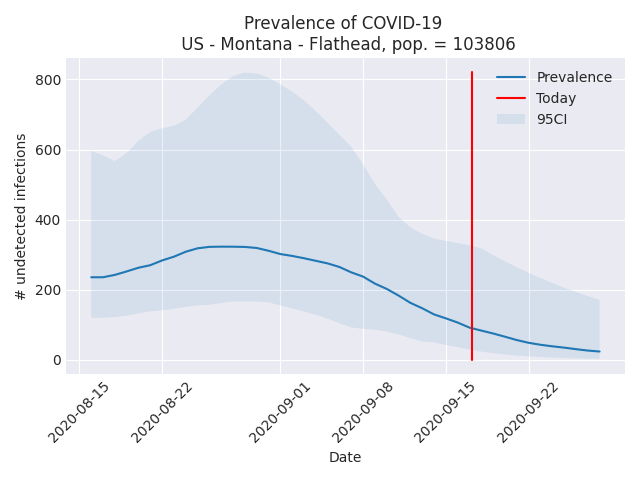 Prevalence of COVID-19
US - Montana - Flathead, pop. = 103806
Prevalence
Today
95CI
# undetected infections
800
600
400
200
0
2020-08-15
2020-08-22
2020-09-01
2020-09-08
2020-09-15
2020-09-22
Date